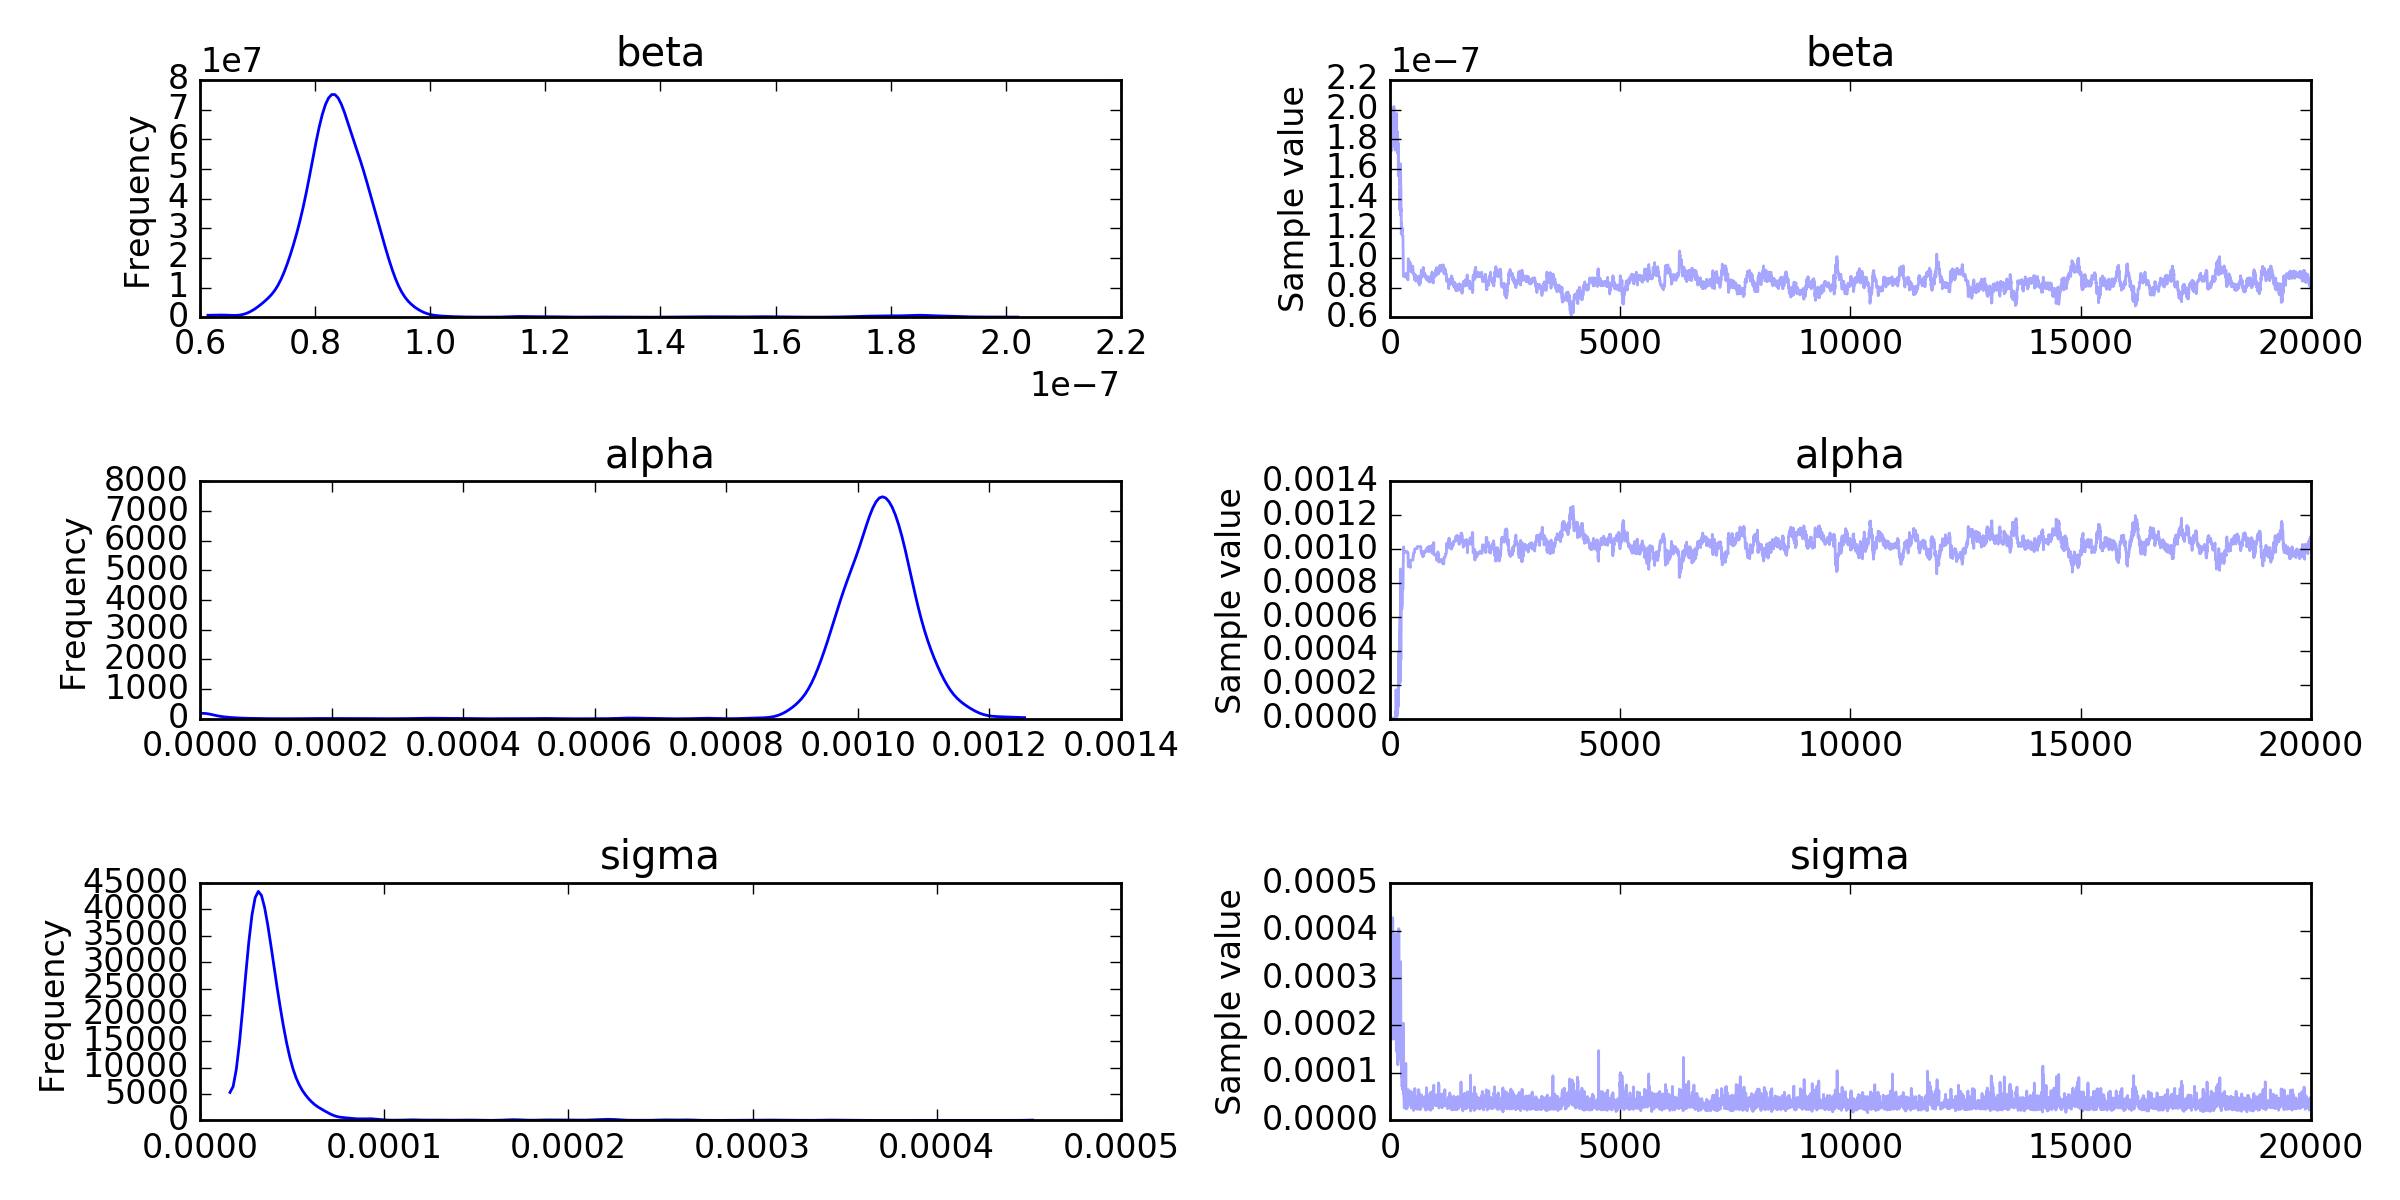 beta
1e7
Frequency
8
7
6
5
4
3
2
1
0
0.6 0.8 1.0 1.2 1.4 1.6 1.8 2.0 2.2
1e−7
beta
1e−7
Sample value
2.2
2.0
1.8
1.6
1.4
1.2
1.0
0.8
0.6
0 5000 10000 15000 20000
alpha
Frequency
8000
7000
6000
5000
4000
3000
2000
1000
0
0.0000 0.0002 0.0004 0.0006 0.0008 0.0010 0.0012 0.0014
alpha
Sample value
0.0014
0.0012
0.0010
0.0008
0.0006
0.0004
0.0002
0.0000
0 5000 10000 15000 20000
sigma
Frequency
45000
40000
35000
30000
25000
20000
15000
10000
5000
0
0.0000 0.0001 0.0002 0.0003 0.0004 0.0005
sigma
Sample value
0.0005
0.0004
0.0003
0.0002
0.0001
0.0000
0 5000 10000 15000 20000